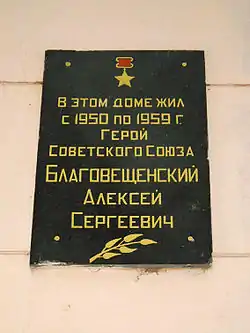 В ЭТОМ ДОМЕ ЖИЛ
С 1950 ПО 1959 Г.
ГЕРОЙ
СОВЕТСКОГО СОЮЗА
БЛАГОВЕЩЕНСКИЙ
АЛЕКСЕЙ
СЕРГЕЕВИЧ